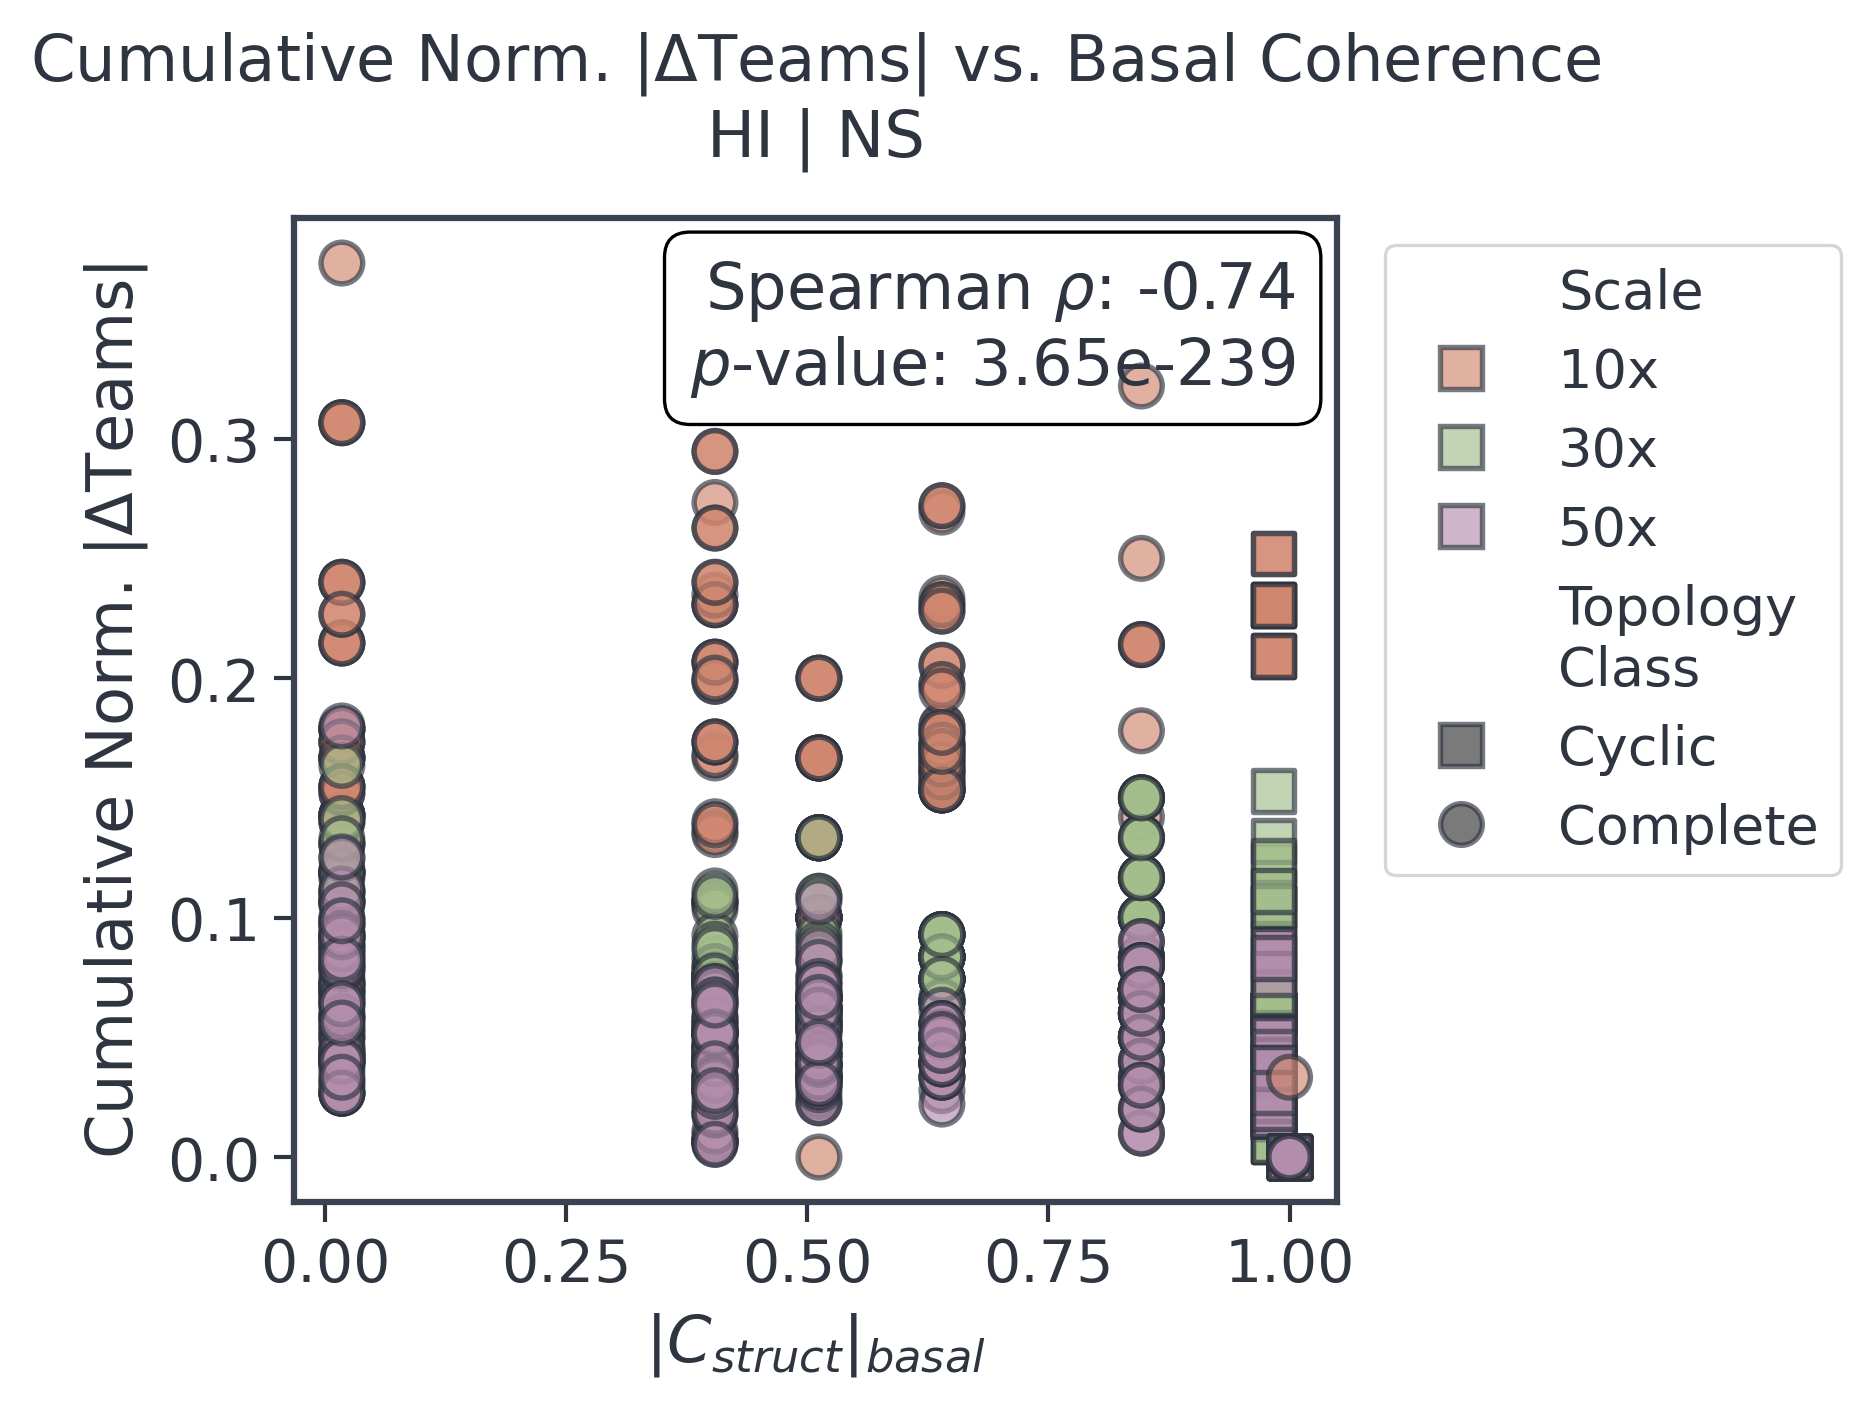 Cumulative Norm. |ΔTeams| vs. Basal Coherence
HI | NS
Spearman ρ: -0.74
p-value: 3.65e-239
Cumulative Norm. |ΔTeams|
0.3
0.2
0.1
0.0
0.00 0.25 0.50 0.75 1.00
|C_struct|_basal
Scale
10x
30x
50x
Topology
Class
Cyclic
Complete